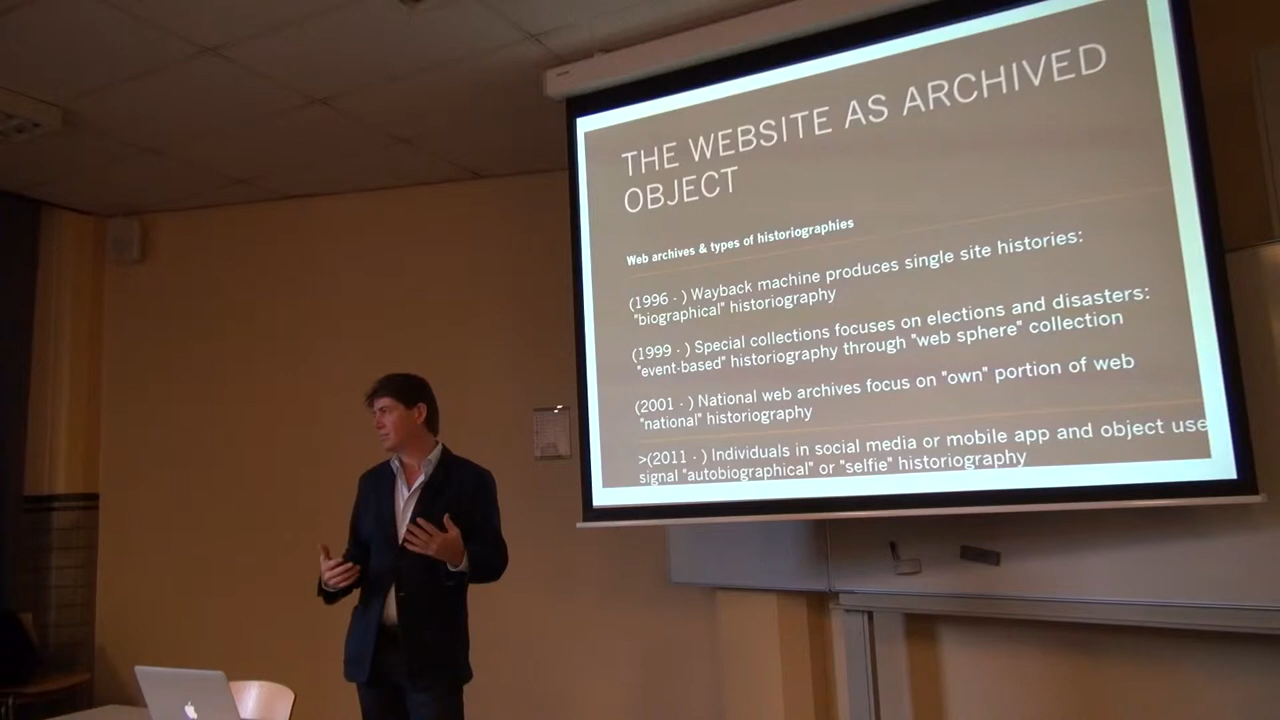 THE WEBSITE AS ARCHIVED
OBJECT
Web archives & types of historiographies
(1996 - ) Wayback machine produces single site histories:
"biographical" historiography
(1999 - ) Special collections focuses on elections and disasters:
"event-based" historiography through "web sphere" collection
(2001 - ) National web archives focus on "own" portion of web
"national" historiography
>(2011 - ) Individuals in social media or mobile app and object use
signal "autobiographical" or "selfie" historiography